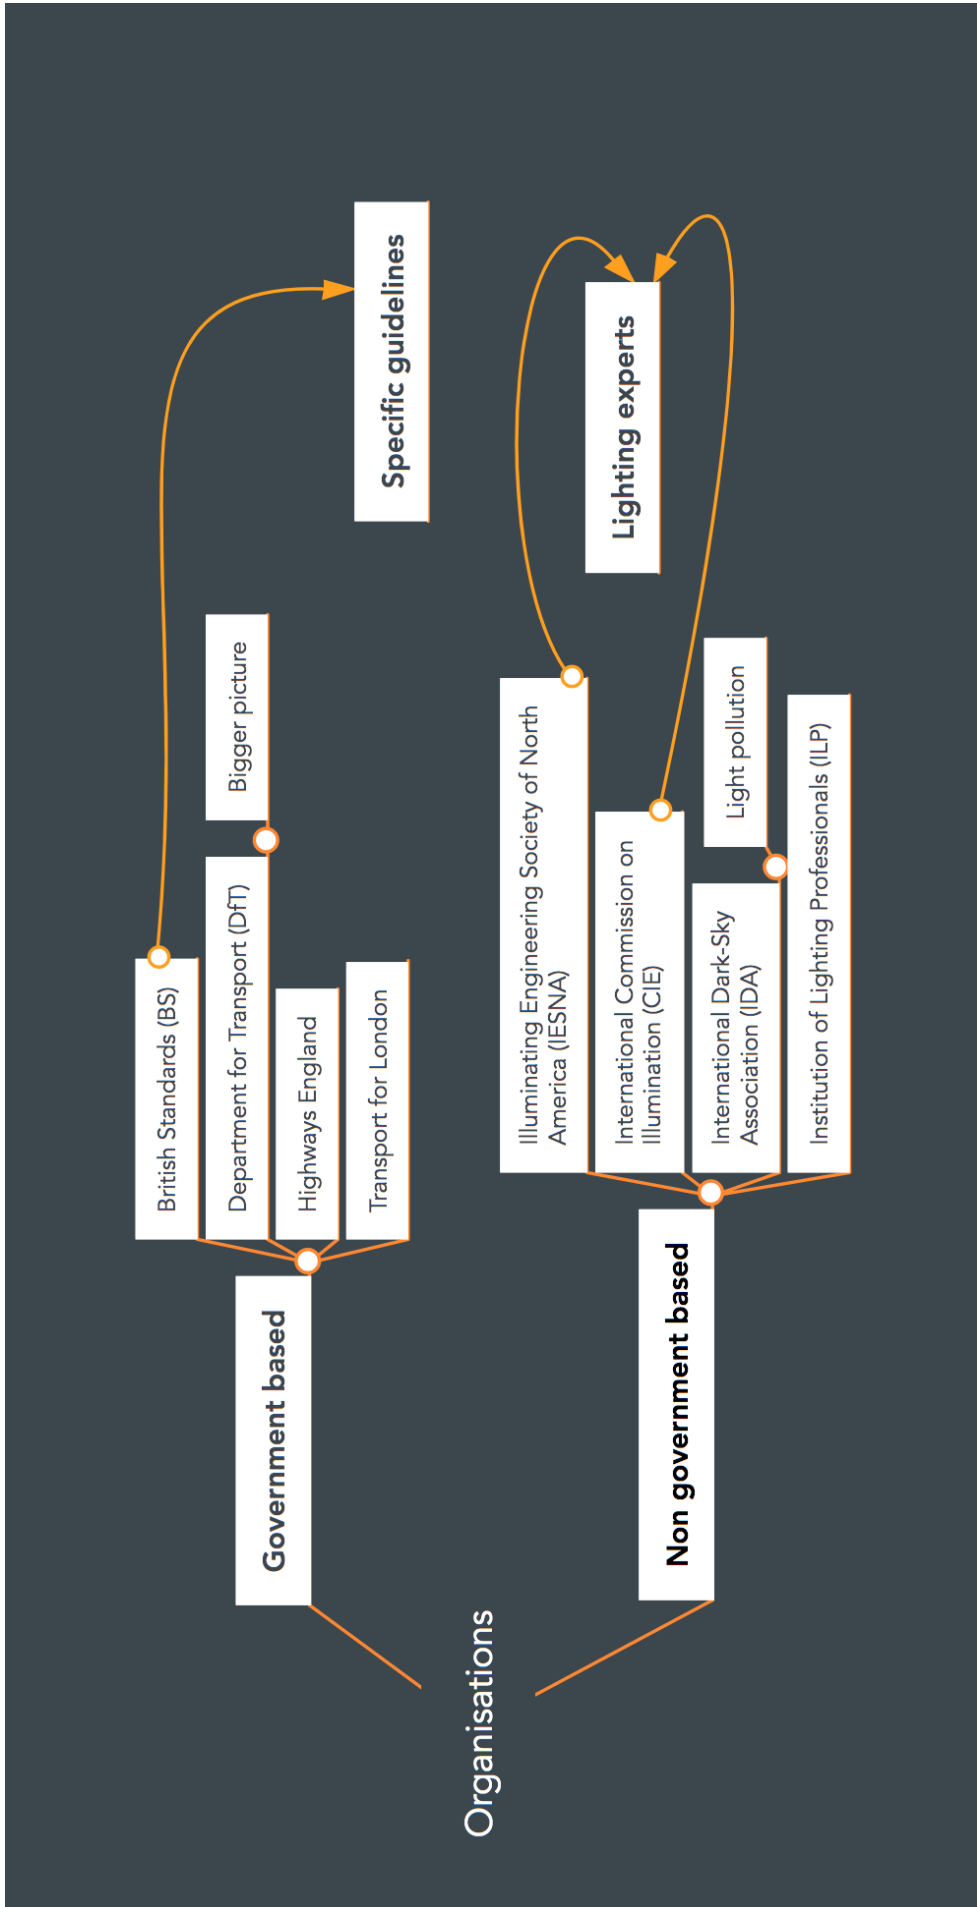 Organisations
Government based
British Standards (BS)
Department for Transport (DfT)
Bigger picture
Highways England
Transport for London
Specific guidelines
Non government based
Illuminating Engineering Society of North
America (IESNA)
International Commission on
Illumination (CIE)
International Dark-Sky
Association (IDA)
Light pollution
Institution of Lighting Professionals (ILP)
Lighting experts